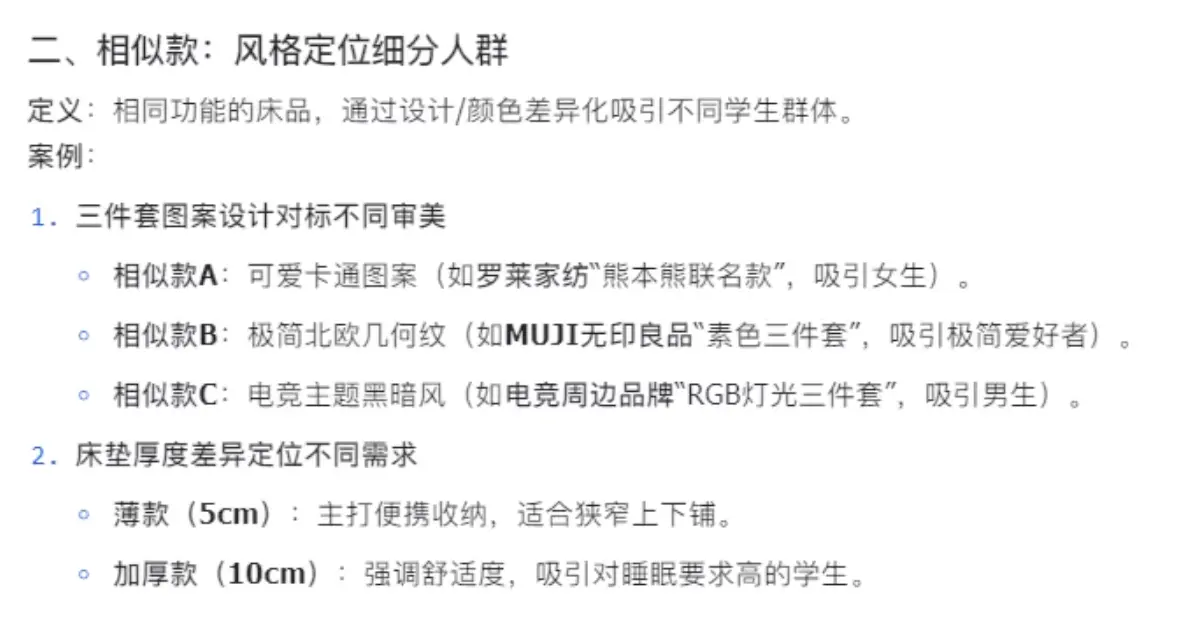 二、相似款：风格定位细分人群
定义：相同功能的床品，通过设计/颜色差异化吸引不同学生群体。
案例：
1. 三件套图案设计对标不同审美
相似款A：可爱卡通图案（如罗莱家纺“熊本熊联名款”，吸引女生）。
相似款B：极简北欧几何纹（如MUJI无印良品“素色三件套”，吸引极简爱好者）。
相似款C：电竞主题黑暗风（如电竞周边品牌“RGB灯光三件套”，吸引男生）。
2. 床垫厚度差异定位不同需求
薄款（5cm）：主打便携收纳，适合狭窄上下铺。
加厚款（10cm）：强调舒适度，吸引对睡眠要求高的学生。